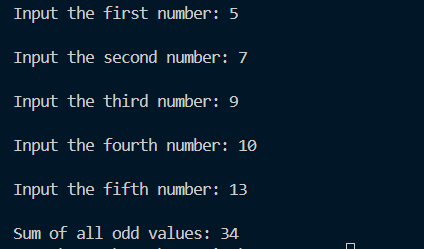 Input the first number: 5
Input the second number: 7
Input the third number: 9
Input the fourth number: 10
Input the fifth number: 13
Sum of all odd values: 34